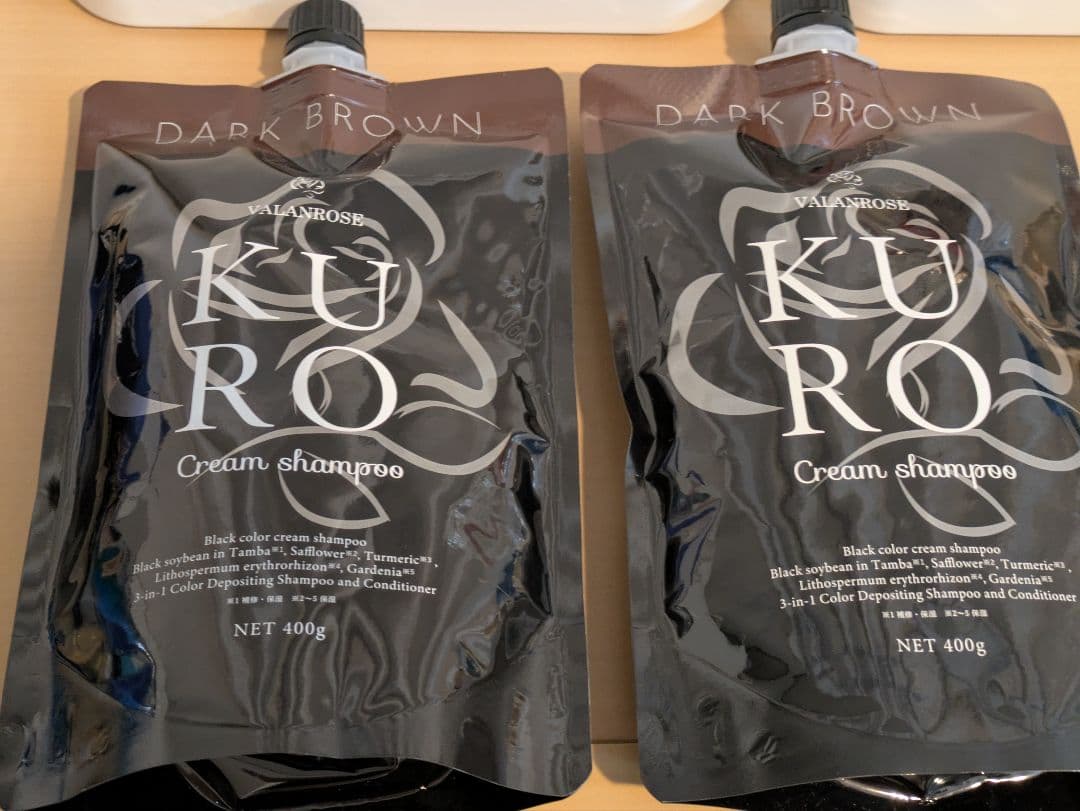 DARK BROWN
VALANROSE
KU
RO
Cream shampoo
Black color cream shampoo
Black soybean in Tamba※1, Safflower※2, Turmeric※3,
Lithospermum erythrorhizon※4, Gardenia※5
3-in-1 Color Depositing Shampoo and Conditioner
※1 補修・保湿 ※2〜5 保湿
NET 400g
DARK BROWN
VALANROSE
KU
RO
Cream shampoo
Black color cream shampoo
Black soybean in Tamba※1, Safflower※2, Turmeric※3,
Lithospermum erythrorhizon※4, Gardenia※5
3-in-1 Color Depositing Shampoo and Conditioner
※1 補修・保湿 ※2〜5 保湿
NET 400g